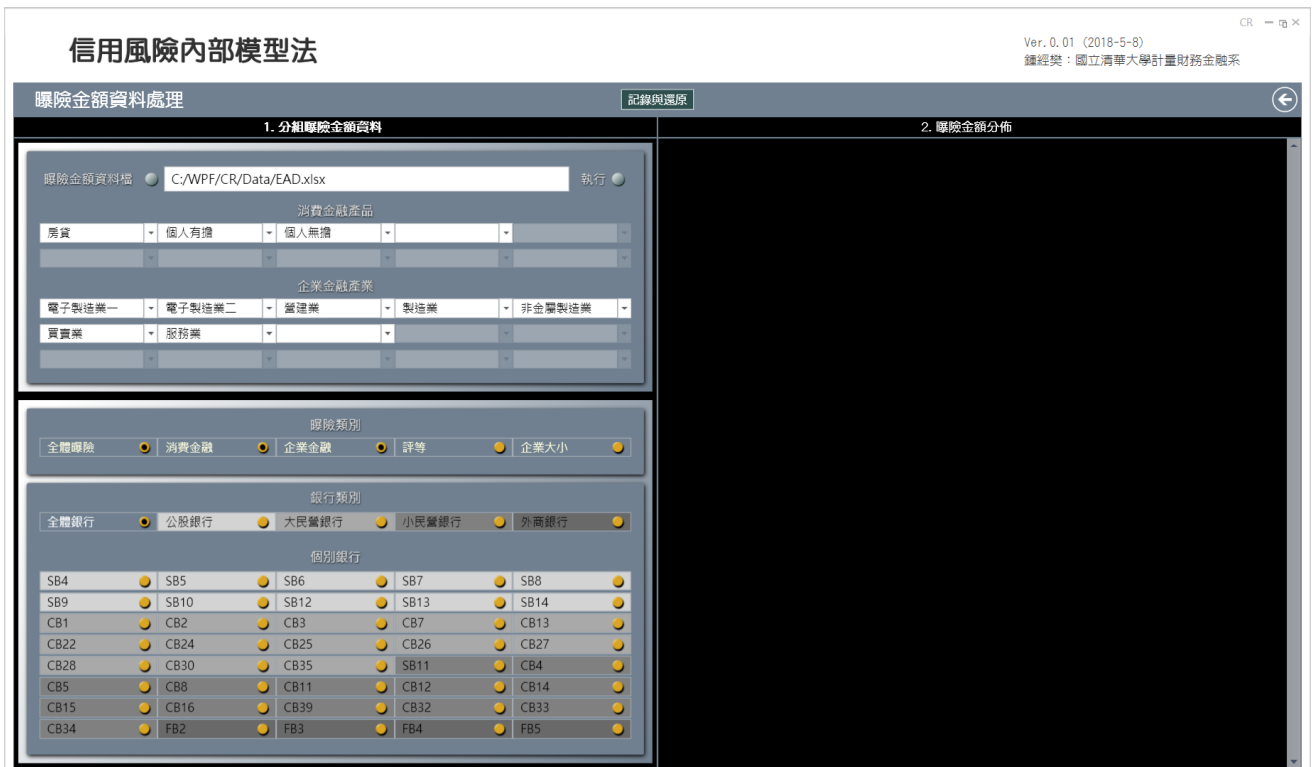 CR
信用風險內部模型法
Ver.0.01 (2018-5-8)
鍾經樊：國立清華大學計量財務金融系
曝險金額資料處理 記錄與還原
1. 分組曝險金額資料 2. 曝險金額分佈
曝險金額資料檔 C:/WPF/CR/Data/EAD.xlsx 執行
消費金融產品
房貸 個人有擔 個人無擔
企業金融產業
電子製造業一 電子製造業二 營建業 製造業 非金屬製造業
買賣業 服務業
曝險類別
全體曝險 消費金融 企業金融 評等 企業大小
銀行類別
全體銀行 公股銀行 大民營銀行 小民營銀行 外商銀行
個別銀行
SB4 SB5 SB6 SB7 SB8
SB9 SB10 SB12 SB13 SB14
CB1 CB2 CB3 CB7 CB13
CB22 CB24 CB25 CB26 CB27
CB28 CB30 CB35 SB11 CB4
CB5 CB8 CB11 CB12 CB14
CB15 CB16 CB39 CB32 CB33
CB34 FB2 FB3 FB4 FB5